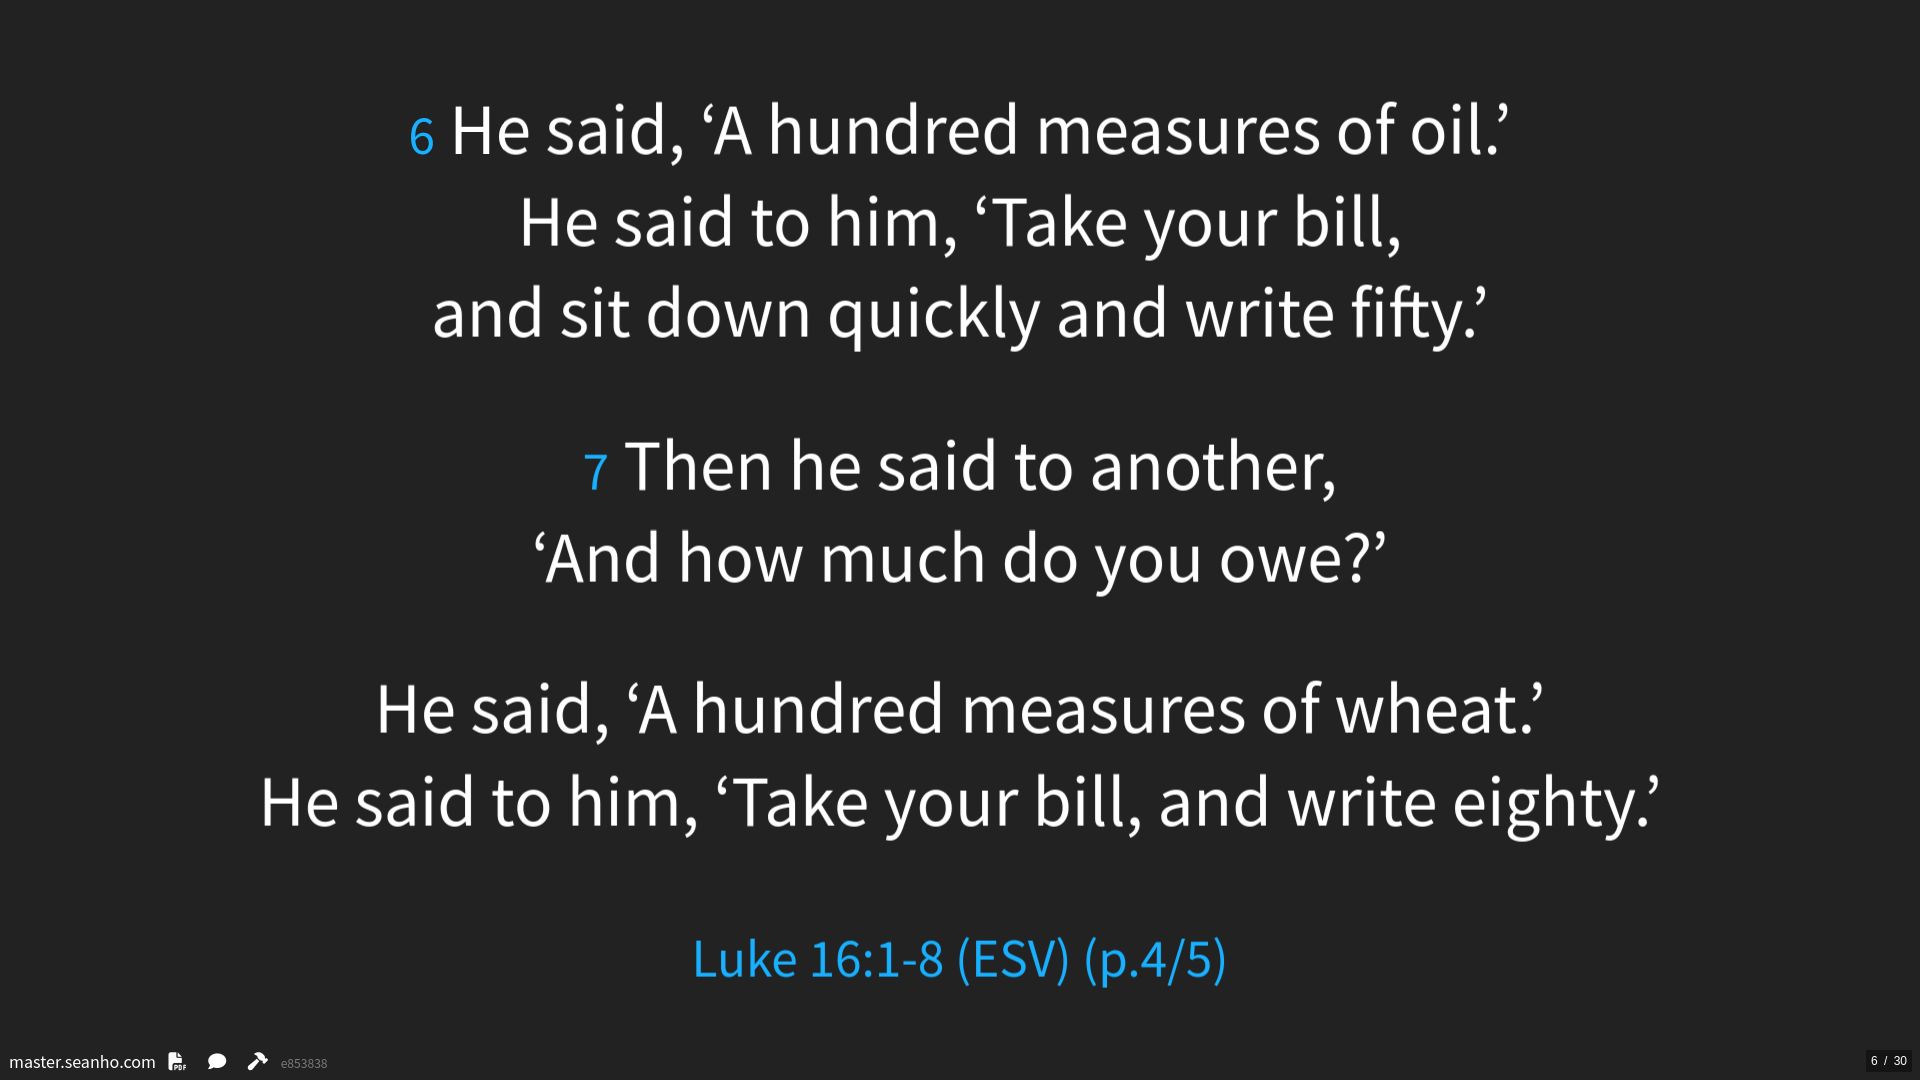 6 He said, ‘A hundred measures of oil.’
He said to him, ‘Take your bill,
and sit down quickly and write fifty.’
7 Then he said to another,
‘And how much do you owe?’
He said, ‘A hundred measures of wheat.’
He said to him, ‘Take your bill, and write eighty.’
Luke 16:1-8 (ESV) (p.4/5)
master.seanho.com PDF e853838
6 / 30